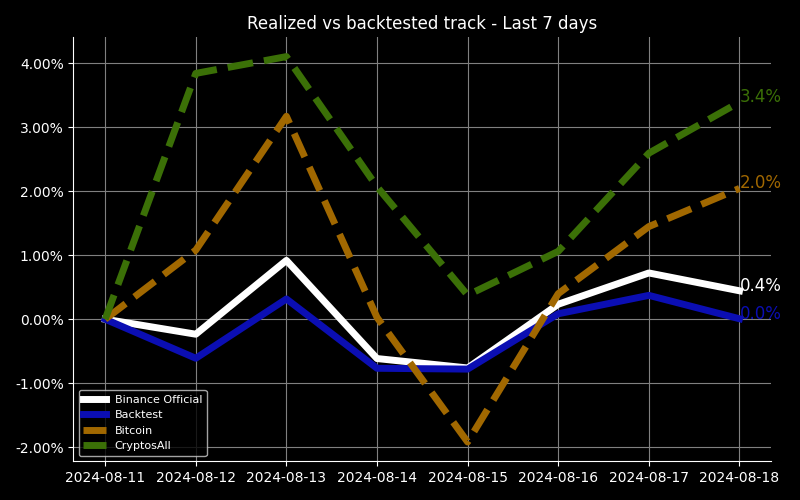 Realized vs backtested track - Last 7 days
4.00%
3.00%
2.00%
1.00%
0.00%
-1.00%
-2.00%
3.4%
2.0%
0.4%
0.0%
Binance Official
Backtest
Bitcoin
CryptosAll
2024-08-11 2024-08-12 2024-08-13 2024-08-14 2024-08-15 2024-08-16 2024-08-17 2024-08-18